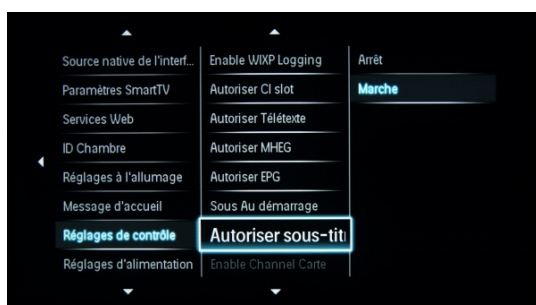 Source native de l'interf...
Paramètres SmartTV
Services Web
ID Chambre
Réglages à l'allumage
Message d'accueil
Réglages de contrôle
Réglages d'alimentation
Enable WIXP Logging
Autoriser CI slot
Autoriser Télétexte
Autoriser MHEG
Autoriser EPG
Sous Au démarrage
Autoriser sous-tit
Enable Channel Carte
Arrêt
Marche